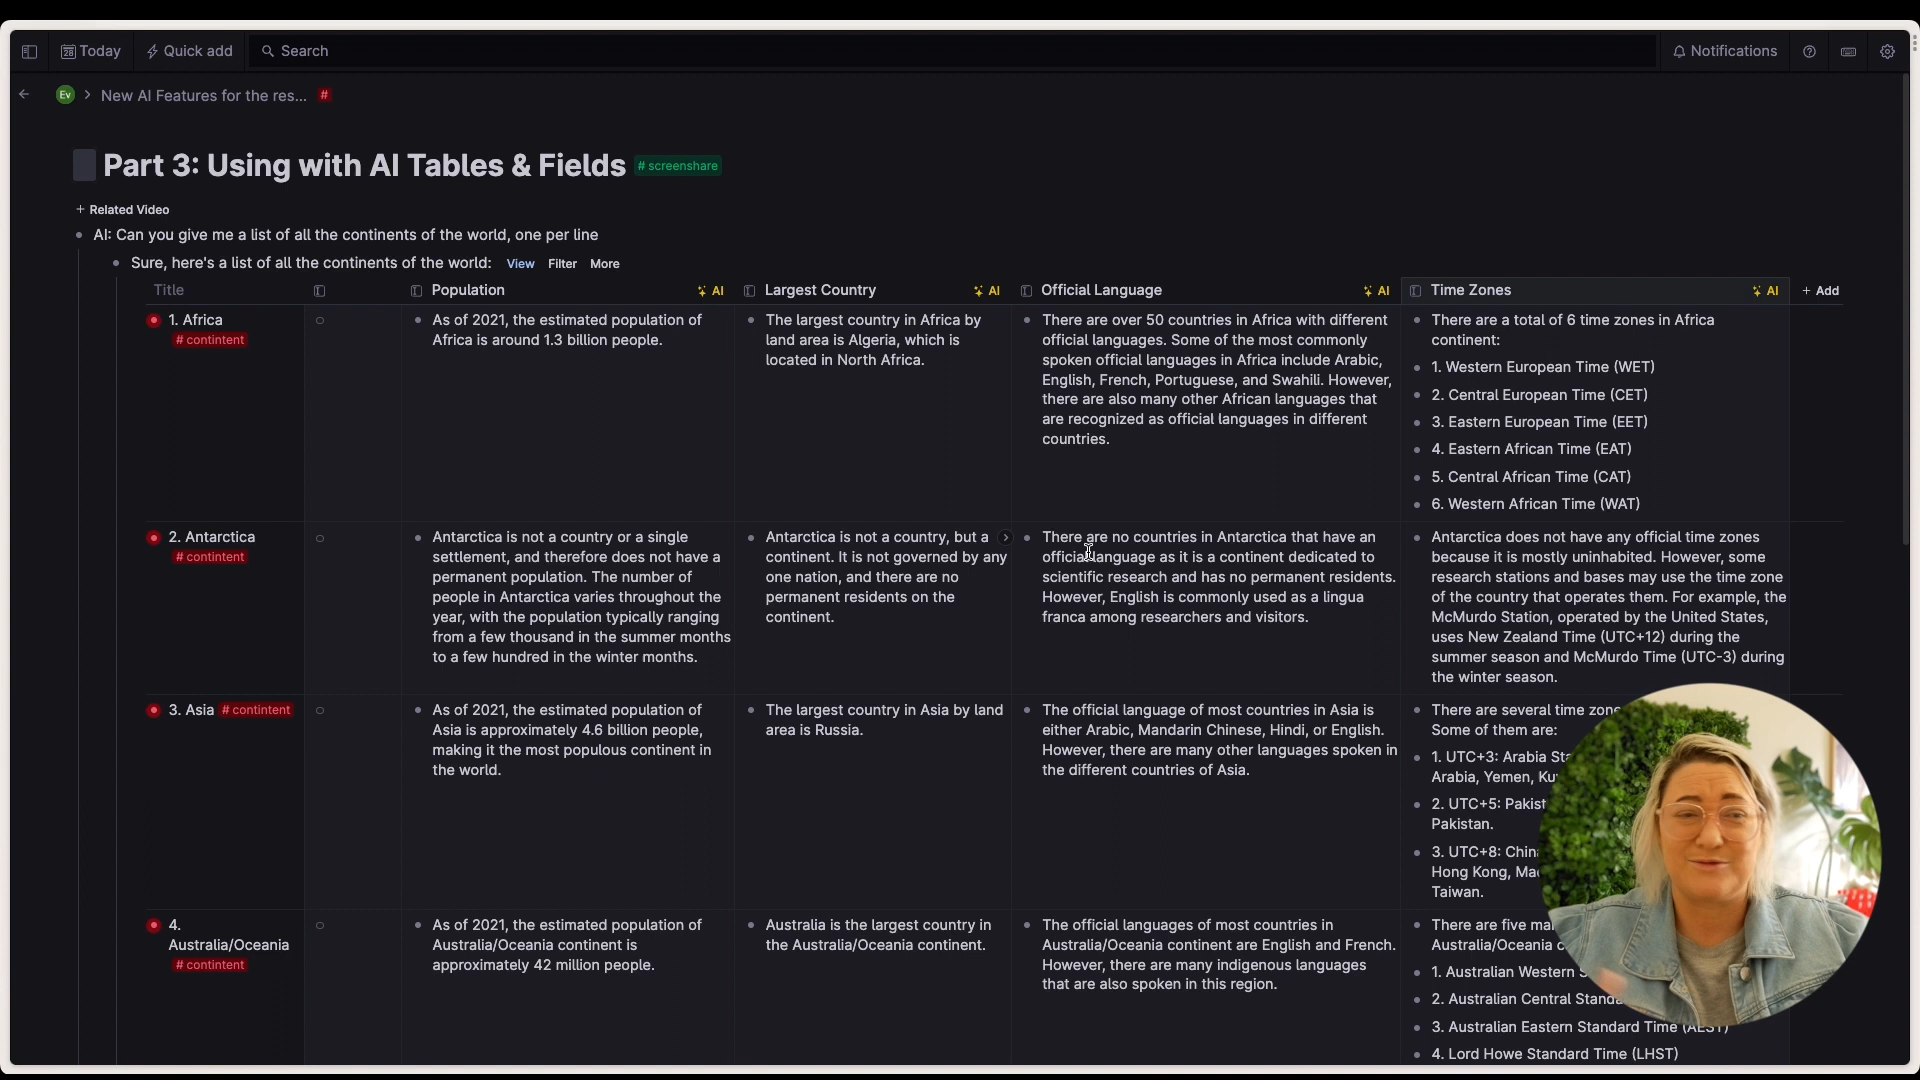 Today
Quick add
Search
Notifications
Ev
New AI Features for the res...
#
Part 3: Using with AI Tables & Fields
# screenshare
+ Related Video
AI: Can you give me a list of all the continents of the world, one per line
Sure, here's a list of all the continents of the world:
View
Filter
More
Title
Population
AI
Largest Country
AI
Official Language
AI
Time Zones
AI
+ Add
1. Africa
# contintent
As of 2021, the estimated population of
Africa is around 1.3 billion people.
The largest country in Africa by
land area is Algeria, which is
located in North Africa.
There are over 50 countries in Africa with different
official languages. Some of the most commonly
spoken official languages in Africa include Arabic,
English, French, Portuguese, and Swahili. However,
there are also many other African languages that
are recognized as official languages in different
countries.
There are a total of 6 time zones in Africa
continent:
1. Western European Time (WET)
2. Central European Time (CET)
3. Eastern European Time (EET)
4. Eastern African Time (EAT)
5. Central African Time (CAT)
6. Western African Time (WAT)
2. Antarctica
# contintent
Antarctica is not a country or a single
settlement, and therefore does not have a
permanent population. The number of
people in Antarctica varies throughout the
year, with the population typically ranging
from a few thousand in the summer months
to a few hundred in the winter months.
Antarctica is not a country, but a
continent. It is not governed by any
one nation, and there are no
permanent residents on the
continent.
There are no countries in Antarctica that have an
official language as it is a continent dedicated to
scientific research and has no permanent residents.
However, English is commonly used as a lingua
franca among researchers and visitors.
Antarctica does not have any official time zones
because it is mostly uninhabited. However, some
research stations and bases may use the time zone
of the country that operates them. For example, the
McMurdo Station, operated by the United States,
uses New Zealand Time (UTC+12) during the
summer season and McMurdo Time (UTC-3) during
the winter season.
3. Asia # contintent
As of 2021, the estimated population of
Asia is approximately 4.6 billion people,
making it the most populous continent in
the world.
The largest country in Asia by land
area is Russia.
The official language of most countries in Asia is
either Arabic, Mandarin Chinese, Hindi, or English.
However, there are many other languages spoken in
the different countries of Asia.
There are several time
Some of them are:
1. UTC+3: Arabia
Arabia, Yemen,
2. UTC+5:
Pakistan.
3. UTC+8:
Hong Kong,
Taiwan.
4.
Australia/Oceania
# contintent
As of 2021, the estimated population of
Australia/Oceania continent is
approximately 42 million people.
Australia is the largest country in
the Australia/Oceania continent.
The official languages of most countries in
Australia/Oceania continent are English and French.
However, there are many indigenous languages
that are also spoken in this region.
There are five
Australia/Oceania
1. Australian Western
2. Australian Central
3. Australian Eastern Standard Time (AEST)
4. Lord Howe Standard Time (LHST)